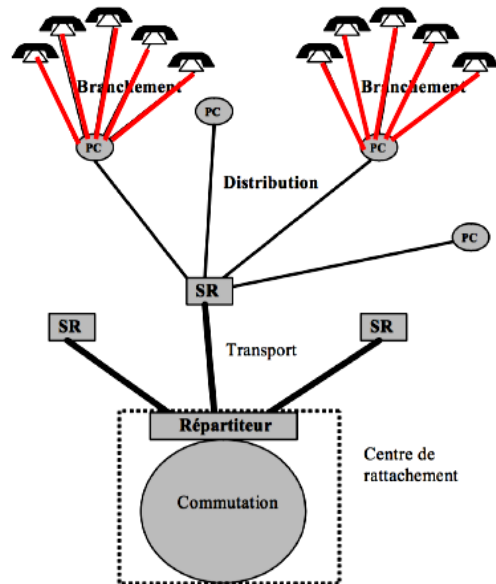 Branchement
Branchement
PC
PC
PC
Distribution
PC
SR
SR
SR
Transport
Répartiteur
Centre de
rattachement
Commutation